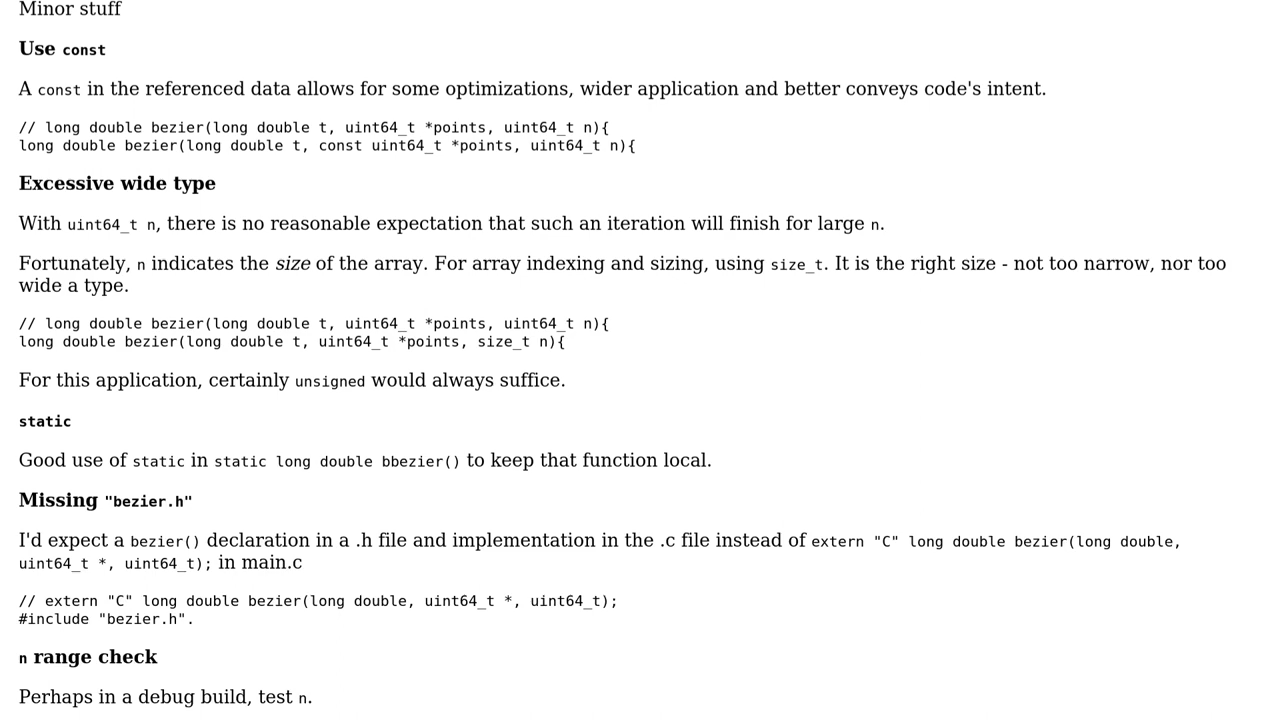 Minor stuff
Use const
A const in the referenced data allows for some optimizations, wider application and better conveys code's intent.
// long double bezier(long double t, uint64_t *points, uint64_t n){
long double bezier(long double t, const uint64_t *points, uint64_t n){
Excessive wide type
With uint64_t n, there is no reasonable expectation that such an iteration will finish for large n.
Fortunately, n indicates the size of the array. For array indexing and sizing, using size_t. It is the right size - not too narrow, nor too
wide a type.
// long double bezier(long double t, uint64_t *points, uint64_t n){
long double bezier(long double t, uint64_t *points, size_t n){
For this application, certainly unsigned would always suffice.
static
Good use of static in static long double bbezier() to keep that function local.
Missing "bezier.h"
I'd expect a bezier() declaration in a .h file and implementation in the .c file instead of extern "C" long double bezier(long double,
uint64_t *, uint64_t); in main.c
// extern "C" long double bezier(long double, uint64_t *, uint64_t);
#include "bezier.h".
n range check
Perhaps in a debug build, test n.